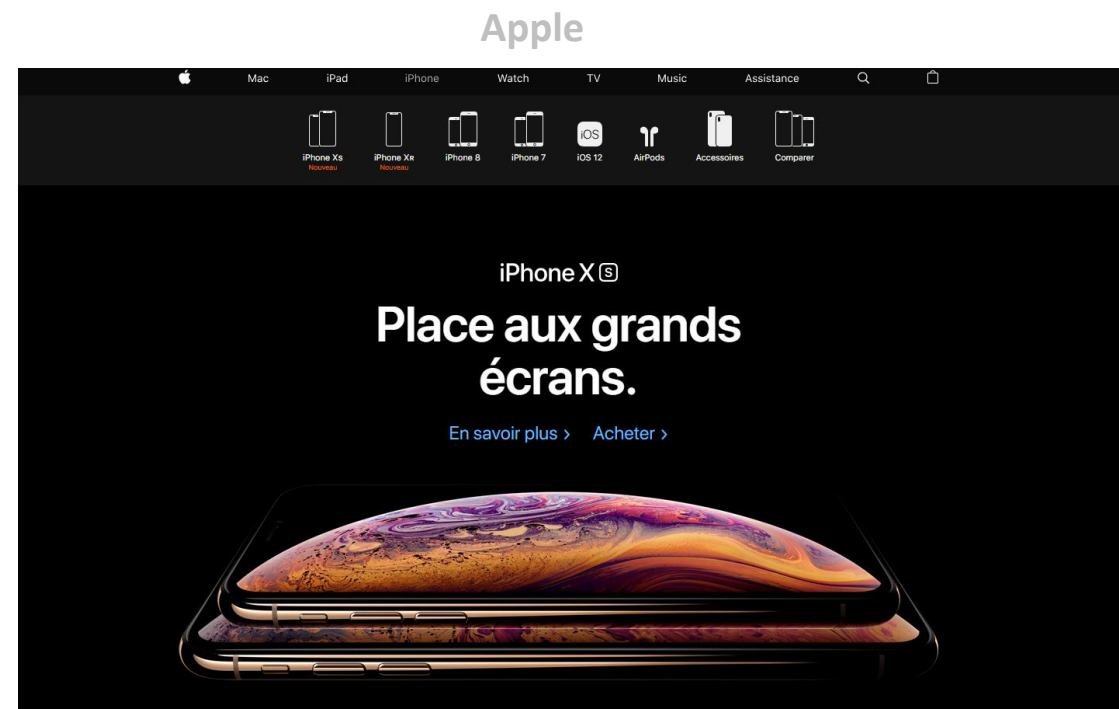 Apple
Mac iPad iPhone Watch TV Music Assistance
iOS
iPhone Xs iPhone XR iPhone 8 iPhone 7 iOS 12 AirPods Accessoires Comparer
Nouveau Nouveau
iPhone XS
Place aux grands
écrans.
En savoir plus > Acheter >